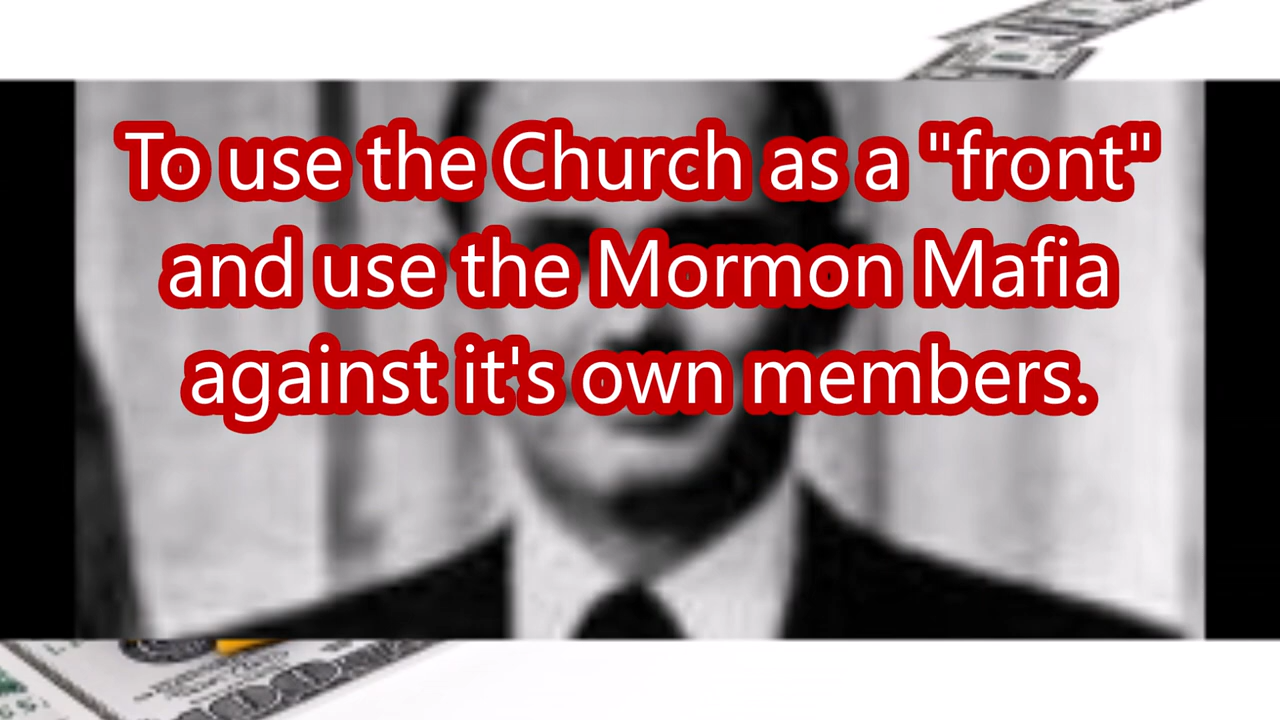 To use the Church as a "front"
and use the Mormon Mafia
against it's own members.